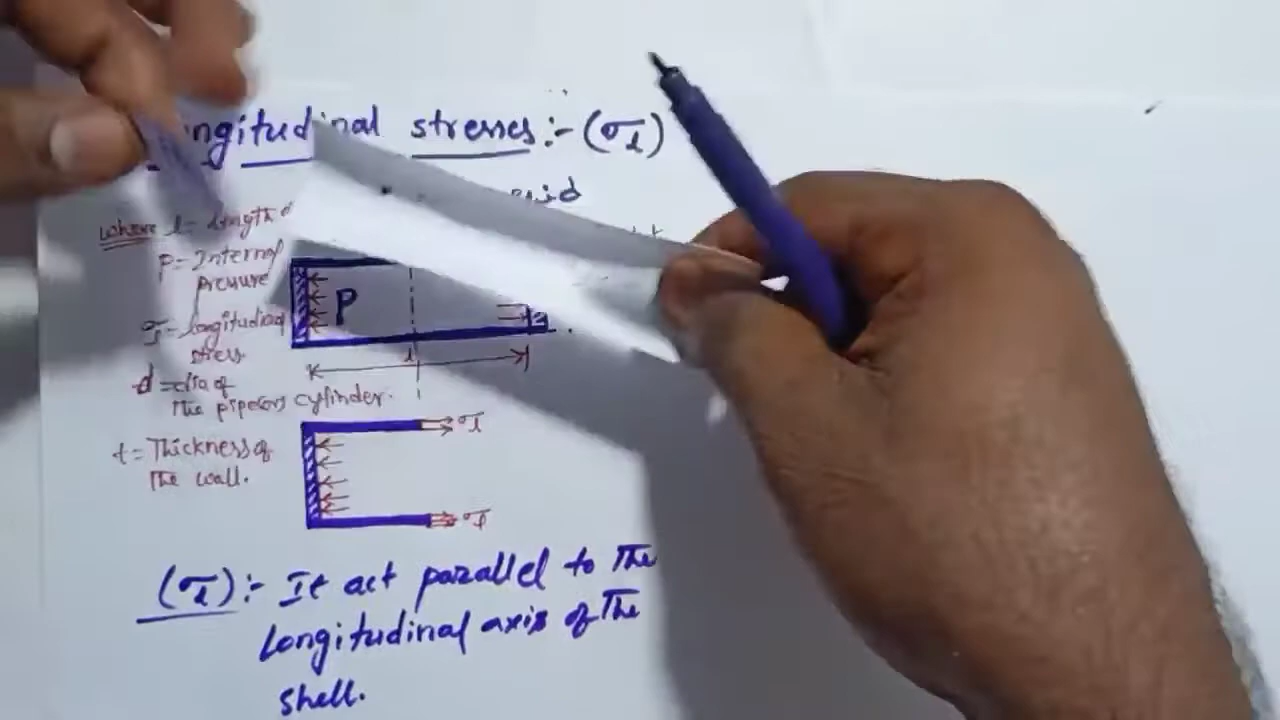 ngitudinal stresses:- (σl)
where l = Length o
P = Internal
pressure
σl - longitudinal
stress
d = dia of
The pipe(or) cylinder.
t = Thickness of
The wall.
P
l
σl
σl
(σl):- It act parallel to The
longitudinal axis of The
shell.